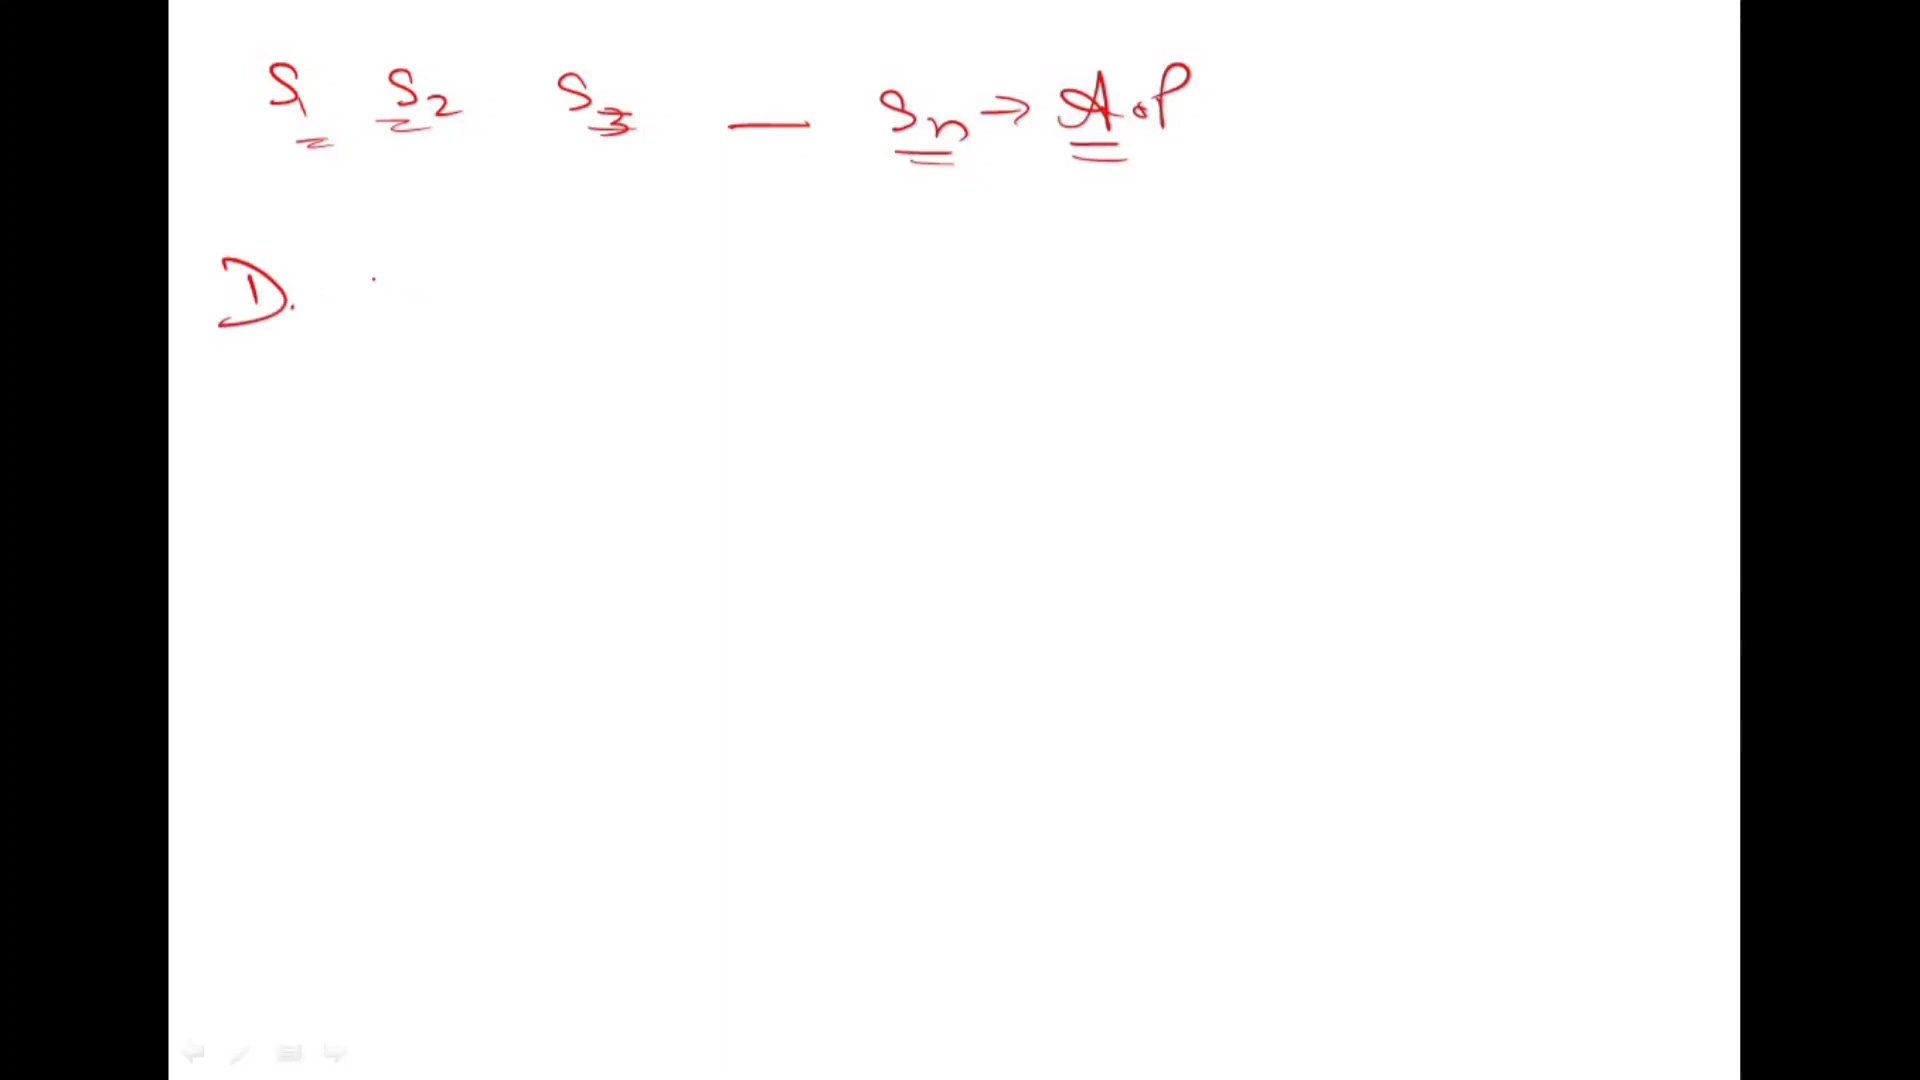 S1 S2 S3 — Sn → A.P
D.